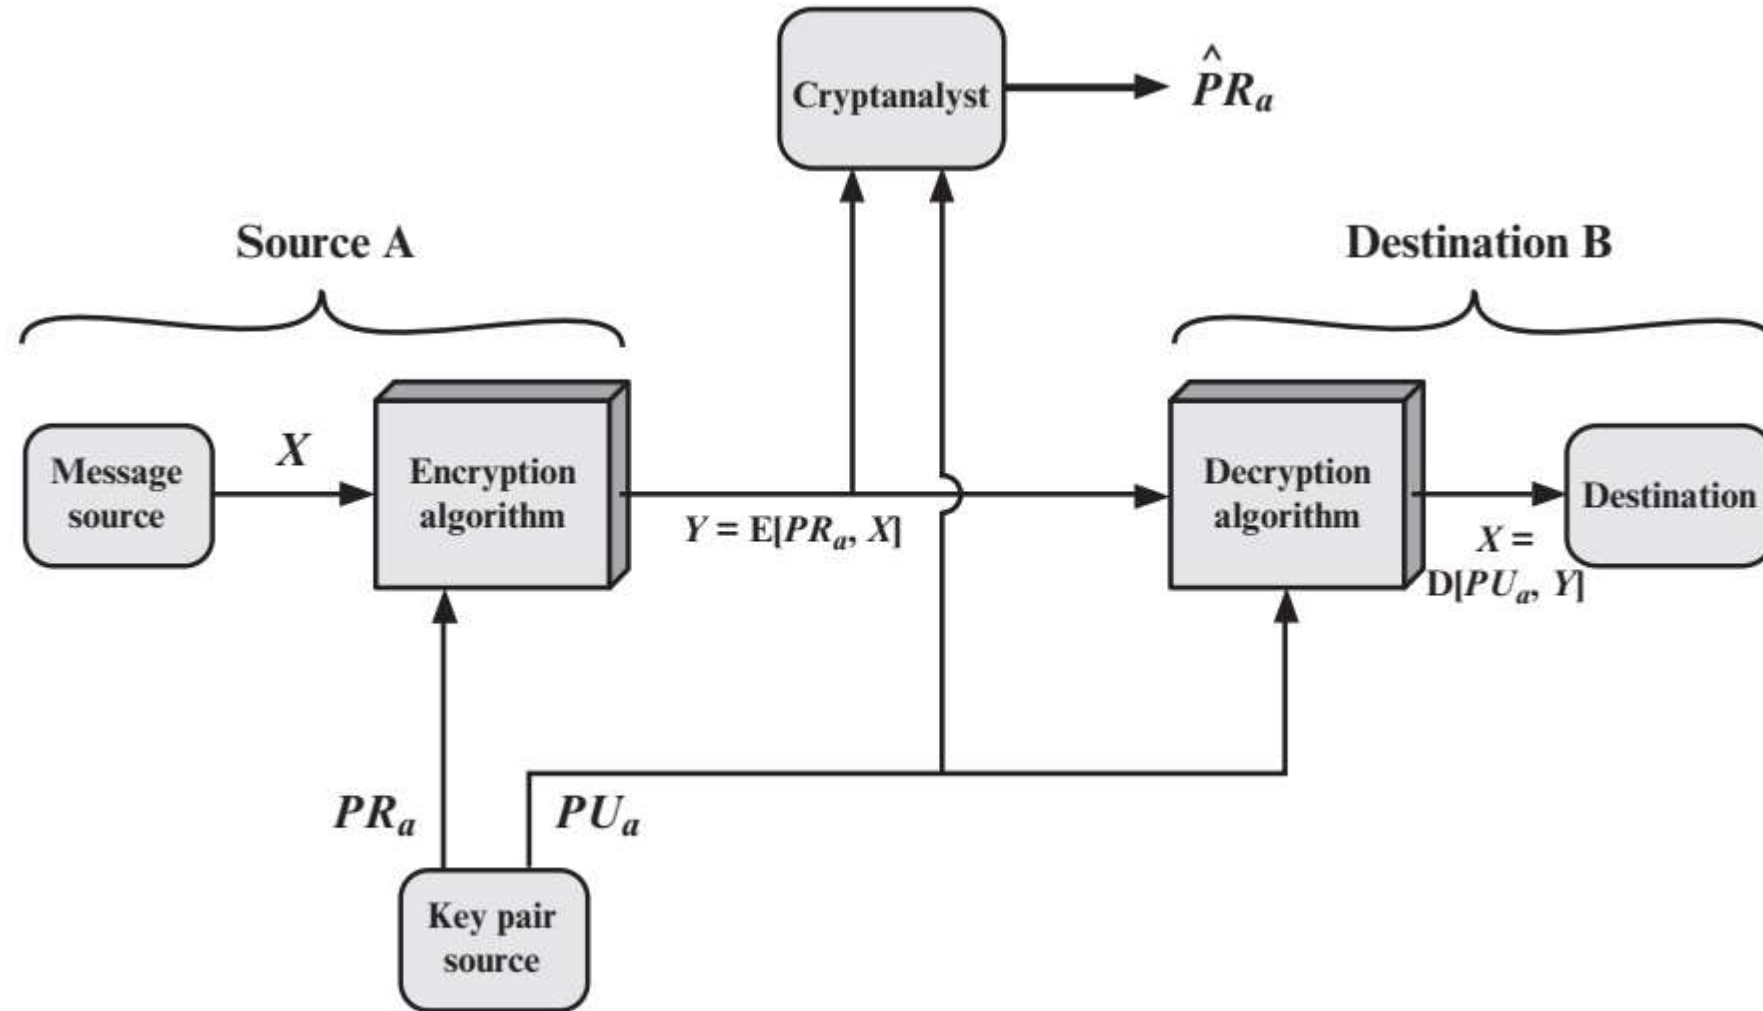 Cryptanalyst
P̂Rₐ
Source A
Destination B
Message
source
X
Encryption
algorithm
Y = E[PRₐ, X]
Decryption
algorithm
X =
D[PUₐ, Y]
Destination
PRₐ
PUₐ
Key pair
source